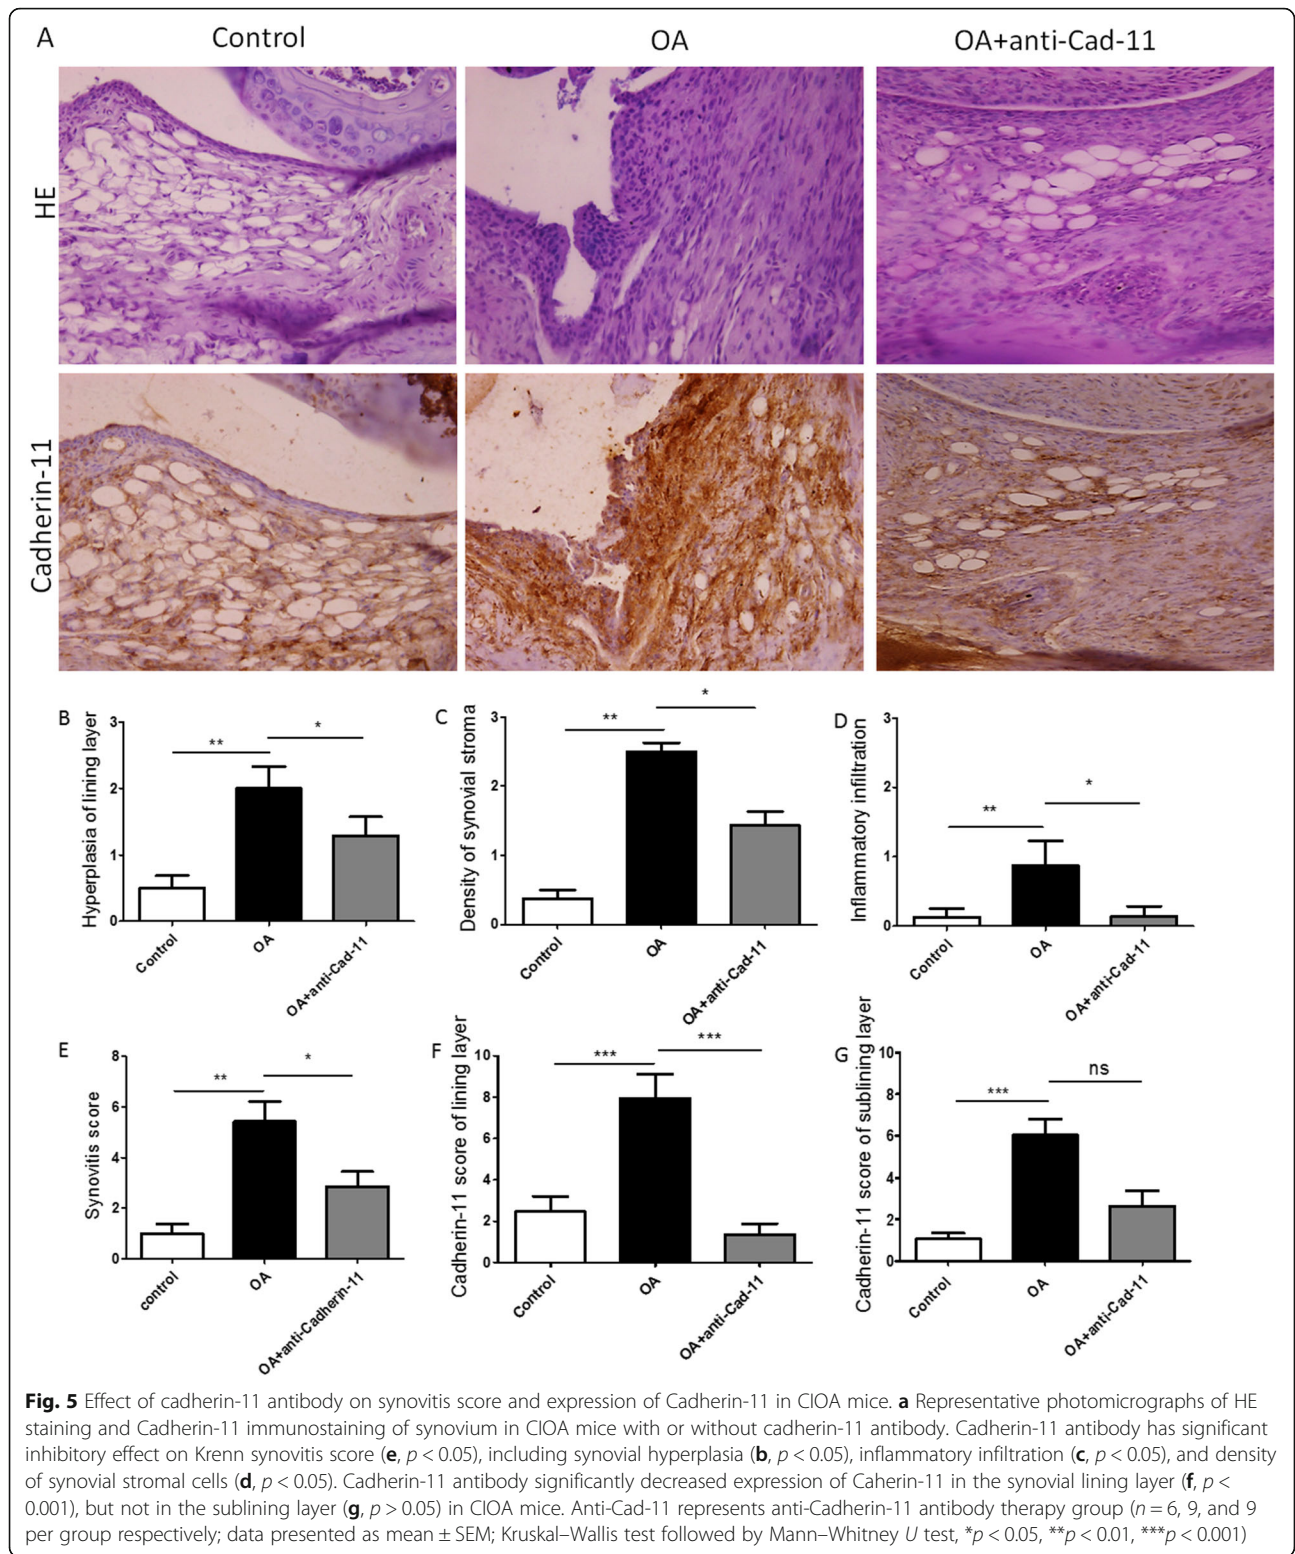 A
Control
OA
OA+anti-Cad-11
HE
Cadherin-11
B
Hyperplasia of lining layer
3
2
1
0
**
*
Control
OA
OA+anti-Cad-11
C
Density of synovial stroma
3
2
1
0
**
*
Control
OA
OA+anti-Cad-11
D
Inflammatory infiltration
3
2
1
0
**
*
Control
OA
OA+anti-Cad-11
E
Synovitis score
8
6
4
2
0
**
*
control
OA
OA+anti-Cadherin-11
F
Cadherin-11 score of lining layer
10
8
6
4
2
0
***
***
Control
OA
OA+anti-Cad-11
G
Cadherin-11 score of sublining layer
10
8
6
4
2
0
***
ns
Control
OA
OA+anti-Cad-11
Fig. 5 Effect of cadherin-11 antibody on synovitis score and expression of Cadherin-11 in CIOA mice. a Representative photomicrographs of HE
staining and Cadherin-11 immunostaining of synovium in CIOA mice with or without cadherin-11 antibody. Cadherin-11 antibody has significant
inhibitory effect on Krenn synovitis score (e, p < 0.05), including synovial hyperplasia (b, p < 0.05), inflammatory infiltration (c, p < 0.05), and density
of synovial stromal cells (d, p < 0.05). Cadherin-11 antibody significantly decreased expression of Caherin-11 in the synovial lining layer (f, p <
0.001), but not in the sublining layer (g, p > 0.05) in CIOA mice. Anti-Cad-11 represents anti-Cadherin-11 antibody therapy group (n = 6, 9, and 9
per group respectively; data presented as mean ± SEM; Kruskal–Wallis test followed by Mann–Whitney U test, *p < 0.05, **p < 0.01, ***p < 0.001)